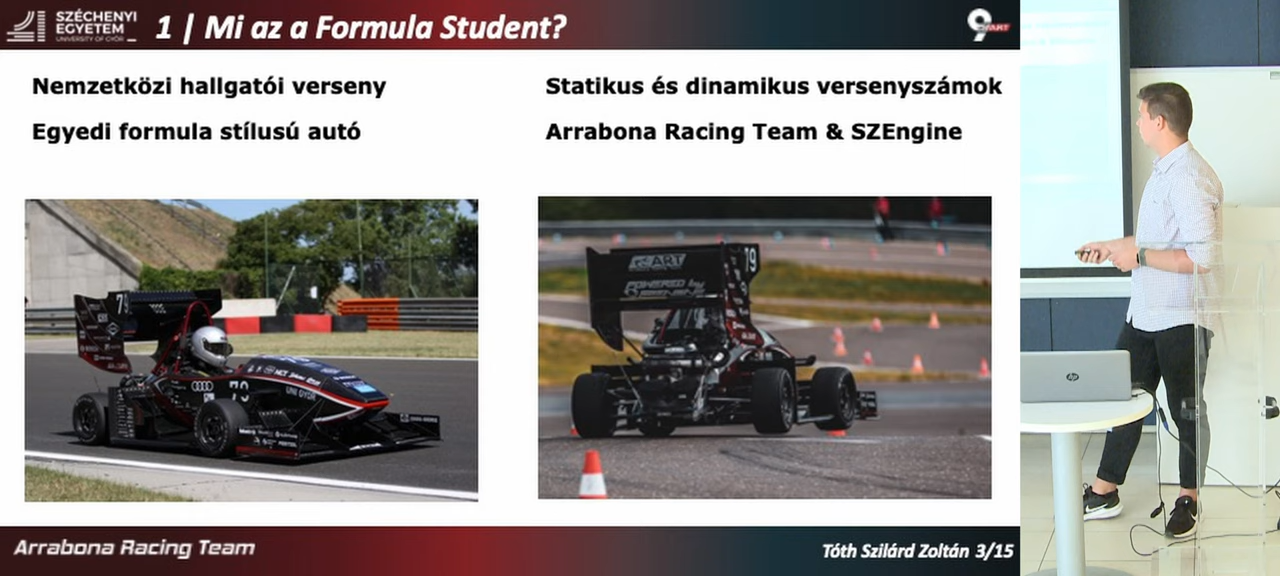 SZÉCHENYI
EGYETEM
UNIVERSITY OF GYŐR
1 | Mi az a Formula Student?
9
ART
Nemzetközi hallgatói verseny
Egyedi formula stílusú autó
Statikus és dinamikus versenyszámok
Arrabona Racing Team & SZEngine
79
UNI GYŐR
79
ART
19
POWERED by
SZENGINE
hp
Arrabona Racing Team
Tóth Szilárd Zoltán 3/15